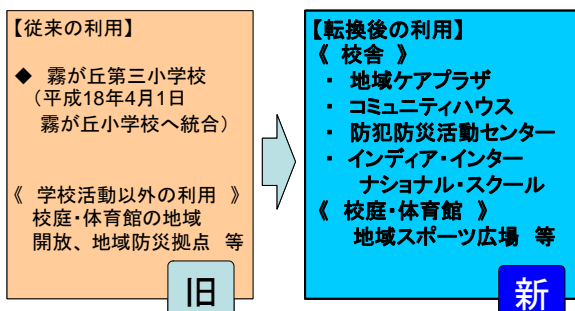 【従来の利用】
◆ 霧が丘第三小学校
（平成18年4月1日
霧が丘小学校へ統合）
《 学校活動以外の利用 》
校庭・体育館の地域
開放、地域防災拠点 等
旧
【転換後の利用】
《 校舎 》
・ 地域ケアプラザ
・ コミュニティハウス
・ 防犯防災活動センター
・ インディア・インター
ナショナル・スクール
《 校庭・体育館 》
地域スポーツ広場 等
新